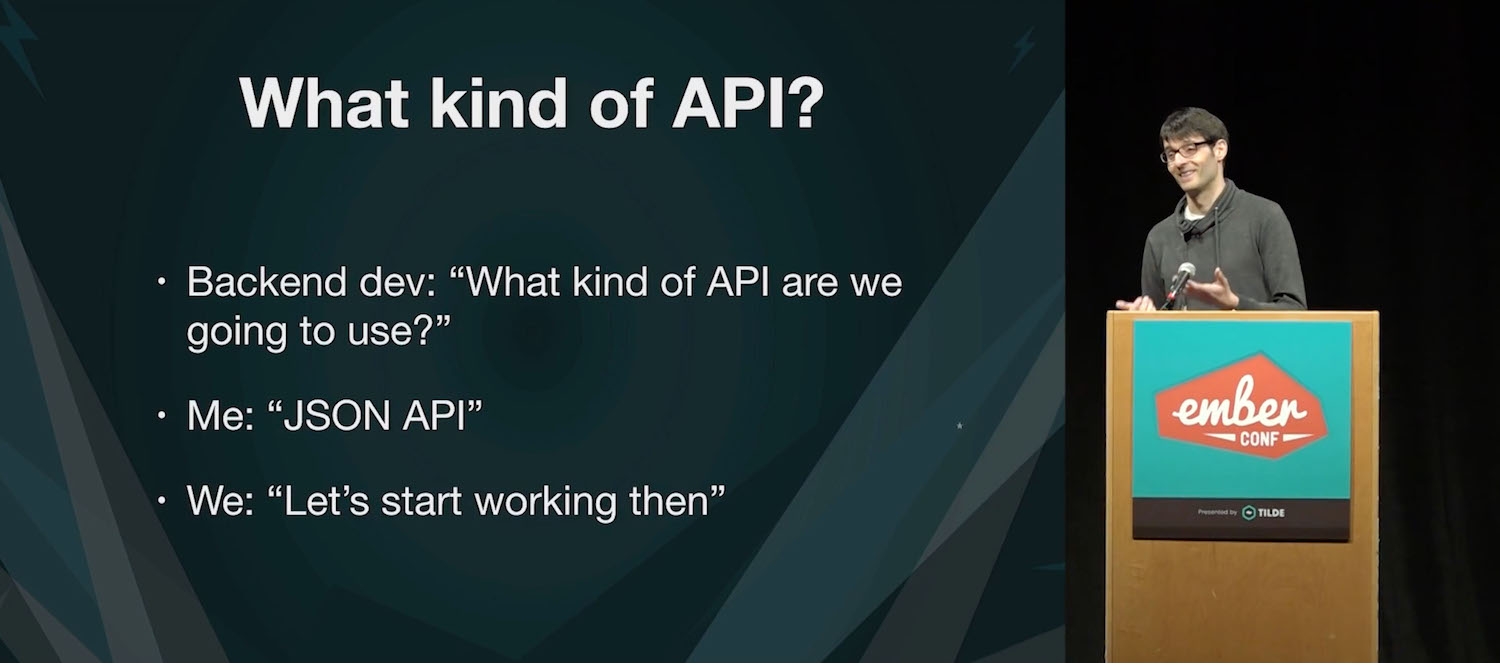 What kind of API?
• Backend dev: “What kind of API are we
going to use?”
• Me: “JSON API”
• We: “Let’s start working then”
ember
CONF
Presented by TILDE